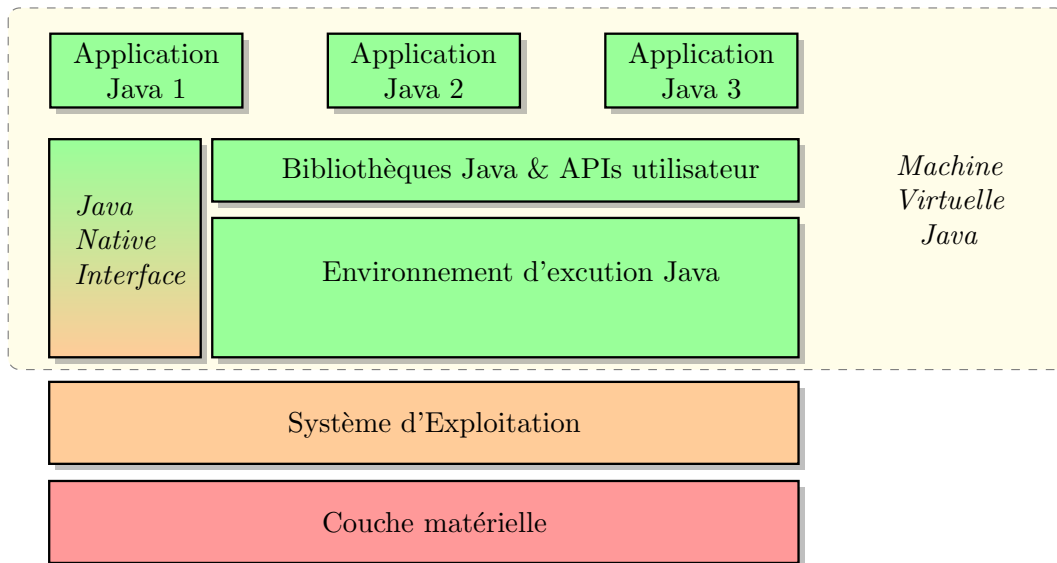 Application
Java 1
Application
Java 2
Application
Java 3
Bibliothèques Java & APIs utilisateur
Machine
Virtuelle
Java
Java
Native
Interface
Environnement d'excution Java
Système d'Exploitation
Couche matérielle